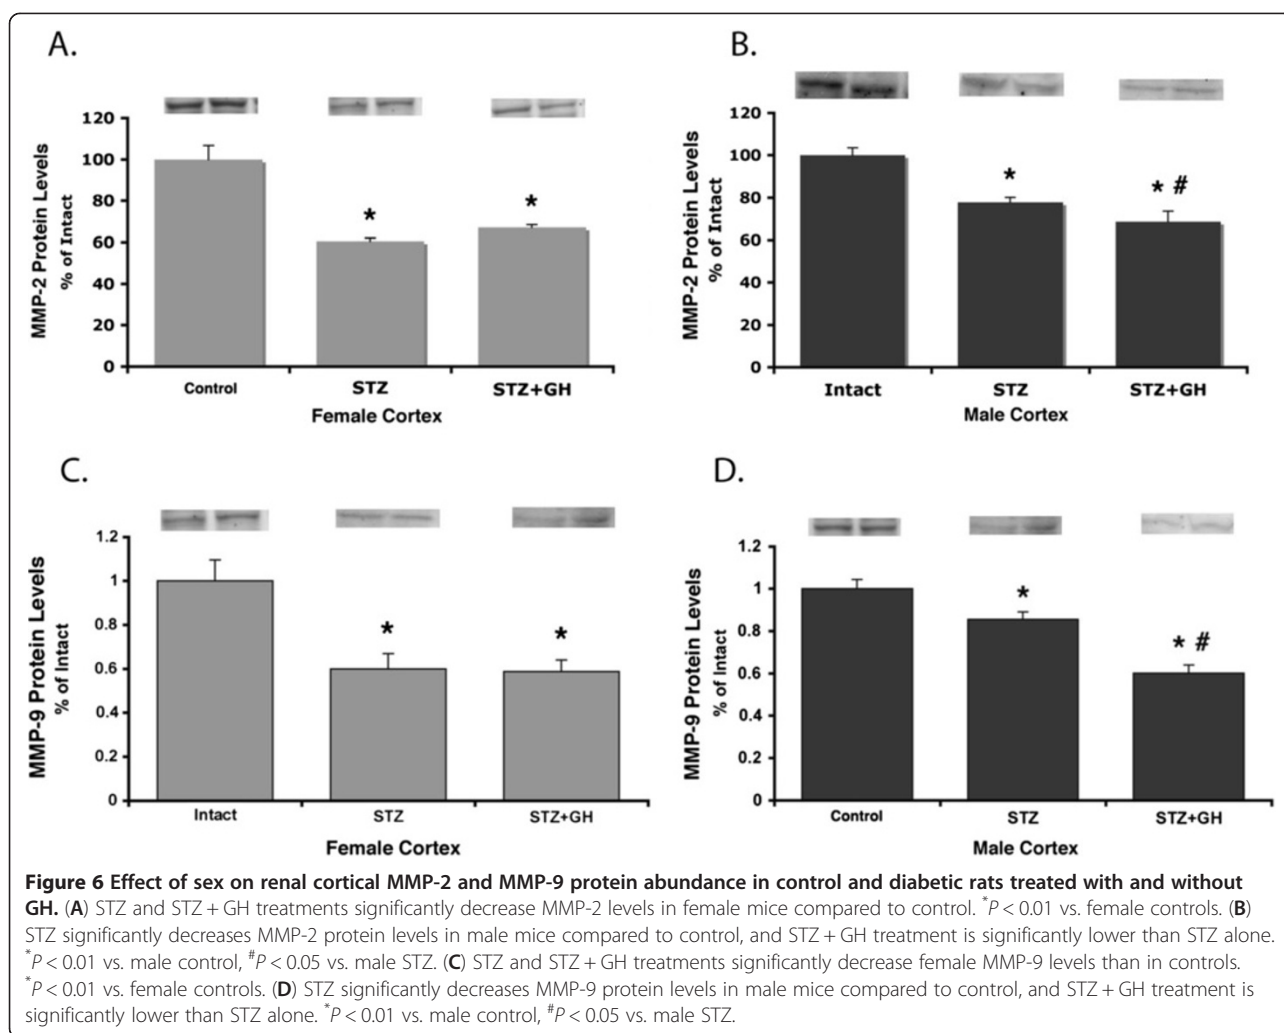 A.
MMP-2 Protein Levels
% of Intact
120
100
80
60
40
20
0
*
*
Control
STZ
STZ+GH
Female Cortex
B.
MMP-2 Protein Levels
% of Intact
120
100
80
60
40
20
0
*
* #
Intact
STZ
STZ+GH
Male Cortex
C.
MMP-9 Protein Levels
% of Intact
1.2
1
0.8
0.6
0.4
0.2
0
*
*
Intact
STZ
STZ+GH
Female Cortex
D.
MMP-9 Protein Levels
% of Intact
1.2
1
0.8
0.6
0.4
0.2
0
*
* #
Control
STZ
STZ+GH
Male Cortex
Figure 6 Effect of sex on renal cortical MMP-2 and MMP-9 protein abundance in control and diabetic rats treated with and without
GH. (A) STZ and STZ + GH treatments significantly decrease MMP-2 levels in female mice compared to control. *P < 0.01 vs. female controls. (B)
STZ significantly decreases MMP-2 protein levels in male mice compared to control, and STZ + GH treatment is significantly lower than STZ alone.
*P < 0.01 vs. male control, #P < 0.05 vs. male STZ. (C) STZ and STZ + GH treatments significantly decrease female MMP-9 levels than in controls.
*P < 0.01 vs. female controls. (D) STZ significantly decreases MMP-9 protein levels in male mice compared to control, and STZ + GH treatment is
significantly lower than STZ alone. *P < 0.01 vs. male control, #P < 0.05 vs. male STZ.